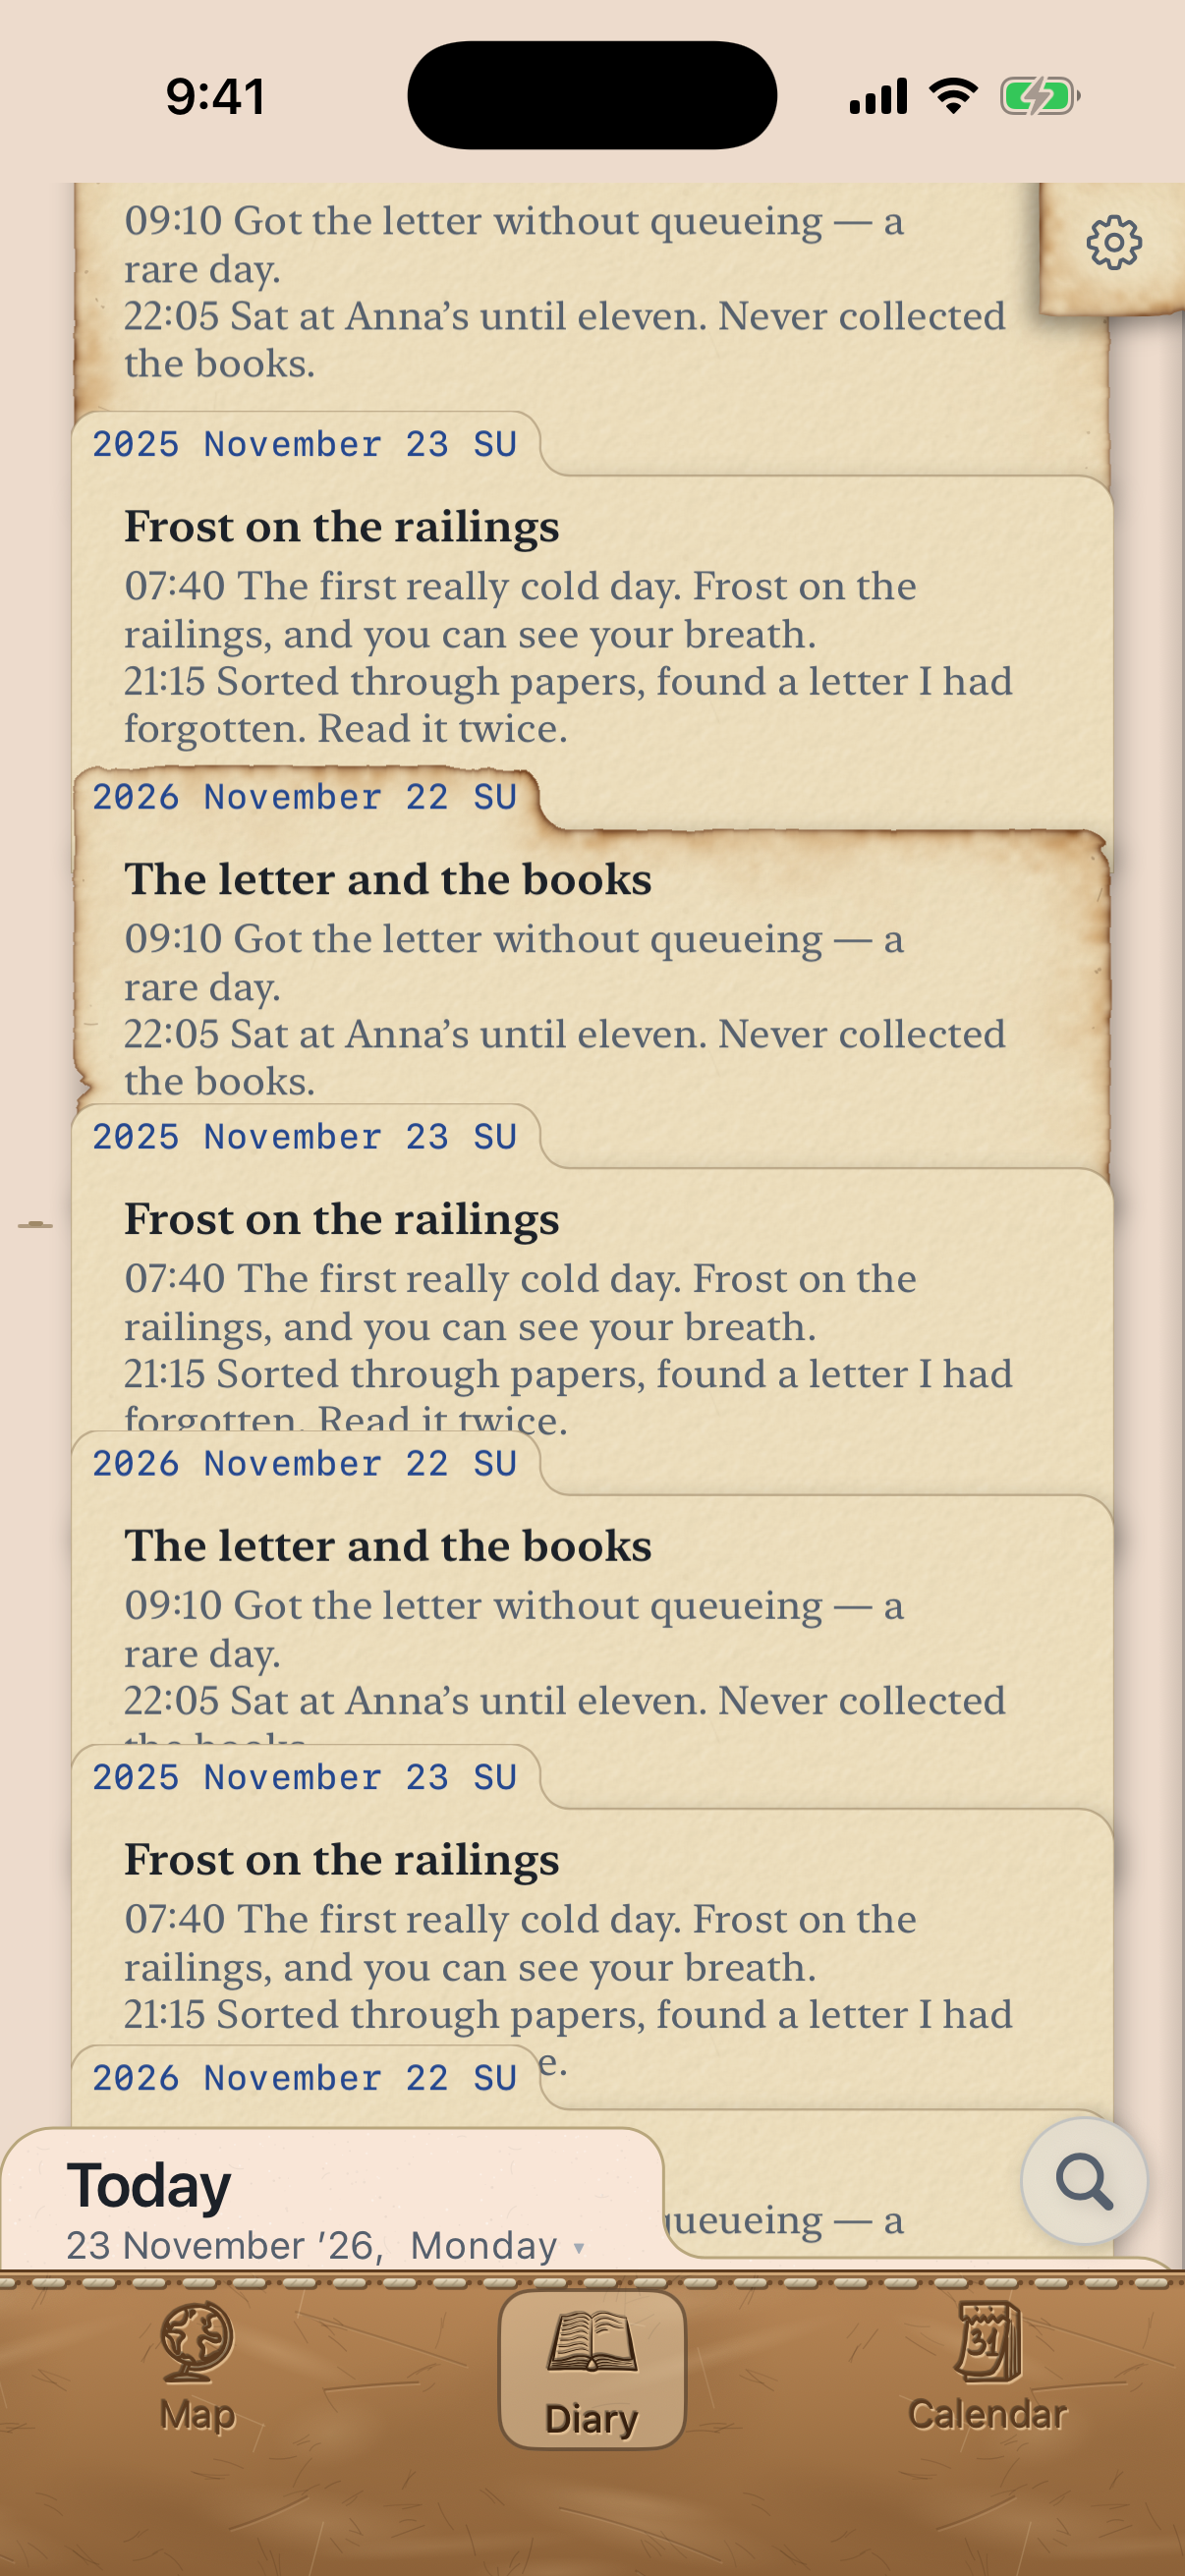 9:41
09:10 Got the letter without queueing — a
rare day.
22:05 Sat at Anna’s until eleven. Never collected
the books.
2025 November 23 SU
Frost on the railings
07:40 The first really cold day. Frost on the
railings, and you can see your breath.
21:15 Sorted through papers, found a letter I had
forgotten. Read it twice.
2026 November 22 SU
The letter and the books
09:10 Got the letter without queueing — a
rare day.
22:05 Sat at Anna’s until eleven. Never collected
the books.
2025 November 23 SU
Frost on the railings
07:40 The first really cold day. Frost on the
railings, and you can see your breath.
21:15 Sorted through papers, found a letter I had
forgotten. Read it twice.
2026 November 22 SU
The letter and the books
09:10 Got the letter without queueing — a
rare day.
22:05 Sat at Anna’s until eleven. Never collected
the books.
2025 November 23 SU
Frost on the railings
07:40 The first really cold day. Frost on the
railings, and you can see your breath.
21:15 Sorted through papers, found a letter I had
2026 November 22 SU
Today
23 November ’26, Monday
queueing — a
31
Map
Diary
Calendar